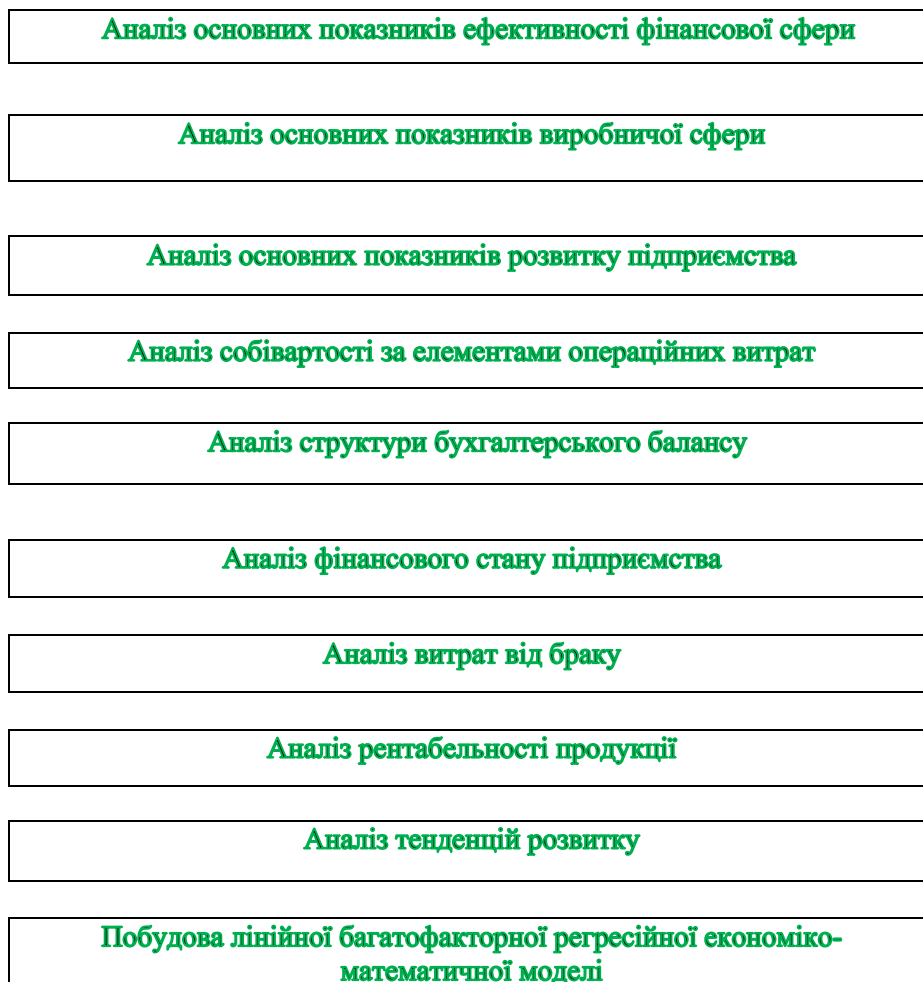 Аналіз основних показників ефективності фінансової сфери
Аналіз основних показників виробничої сфери
Аналіз основних показників розвитку підприємства
Аналіз собівартості за елементами операційних витрат
Аналіз структури бухгалтерського балансу
Аналіз фінансового стану підприємства
Аналіз витрат від браку
Аналіз рентабельності продукції
Аналіз тенденцій розвитку
Побудова лінійної багатофакторної регресійної економіко-
математичної моделі